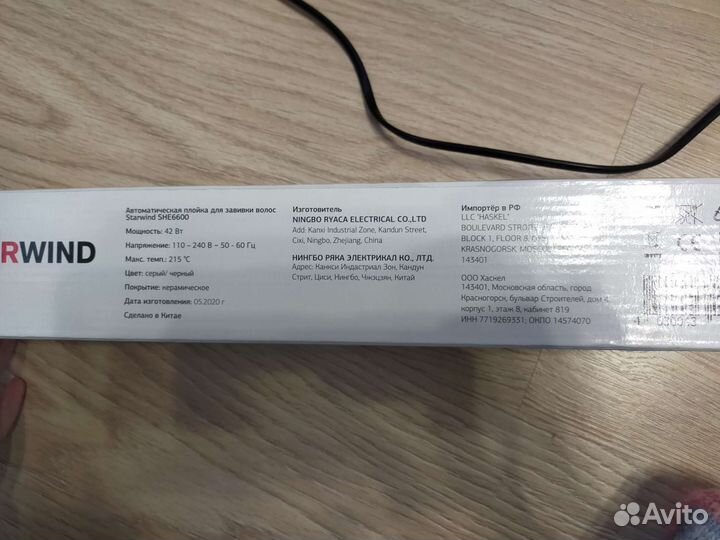 RWIND
Автоматическая плойка для завивки волос
Starwind SHE6600
Мощность: 42 Вт
Напряжение: 110 – 240 В ~ 50 - 60 Гц
Макс. темп.: 215 °C
Цвет: серый/ черный
Покрытие: керамическое
Дата изготовления: 05.2020 г
Сделано в Китае
Изготовитель
NINGBO RYACA ELECTRICAL CO.,LTD
Add: Kanxi Industrial Zone, Kandun Street,
Cixi, Ningbo, Zhejiang, China
НИНГБО РЯКА ЭЛЕКТРИКАЛ КО., ЛТД.
Адрес: Канкси Индастриал Зон, Кандун
Стрит, Циси, Нингбо, Чжэцзян, Китай
Импортёр в РФ
LLC "HASKEL"
BOULEVARD
BLOCK 1, FLOOR 8,
KRASNOGORSK,
143401
ООО Хаскел
143401, Московская область, город
Красногорск, бульвар Строителей, дом 4,
корпус 1, этаж 8, кабинет 819
ИНН 7719269331; ОКПО 14574070
CE
Avito